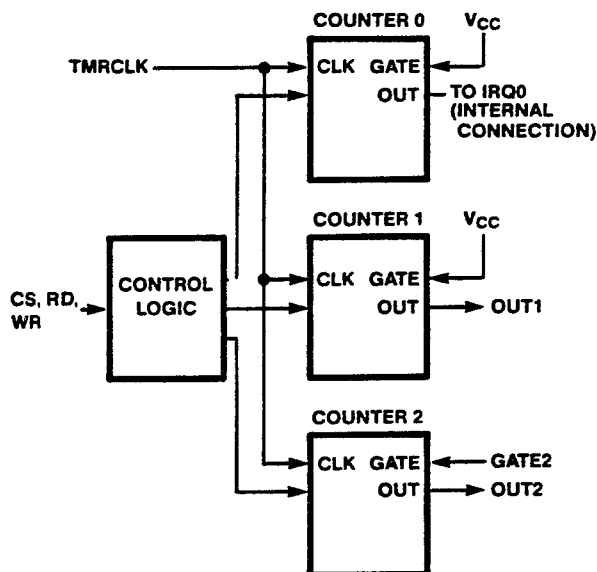 COUNTER 0
VCC
TMRCLK
CLK GATE
OUT
TO IRQ0
(INTERNAL
CONNECTION)
COUNTER 1
VCC
CONTROL
LOGIC
CS, RD,
WR
CLK GATE
OUT
OUT1
COUNTER 2
CLK GATE
GATE2
OUT
OUT2